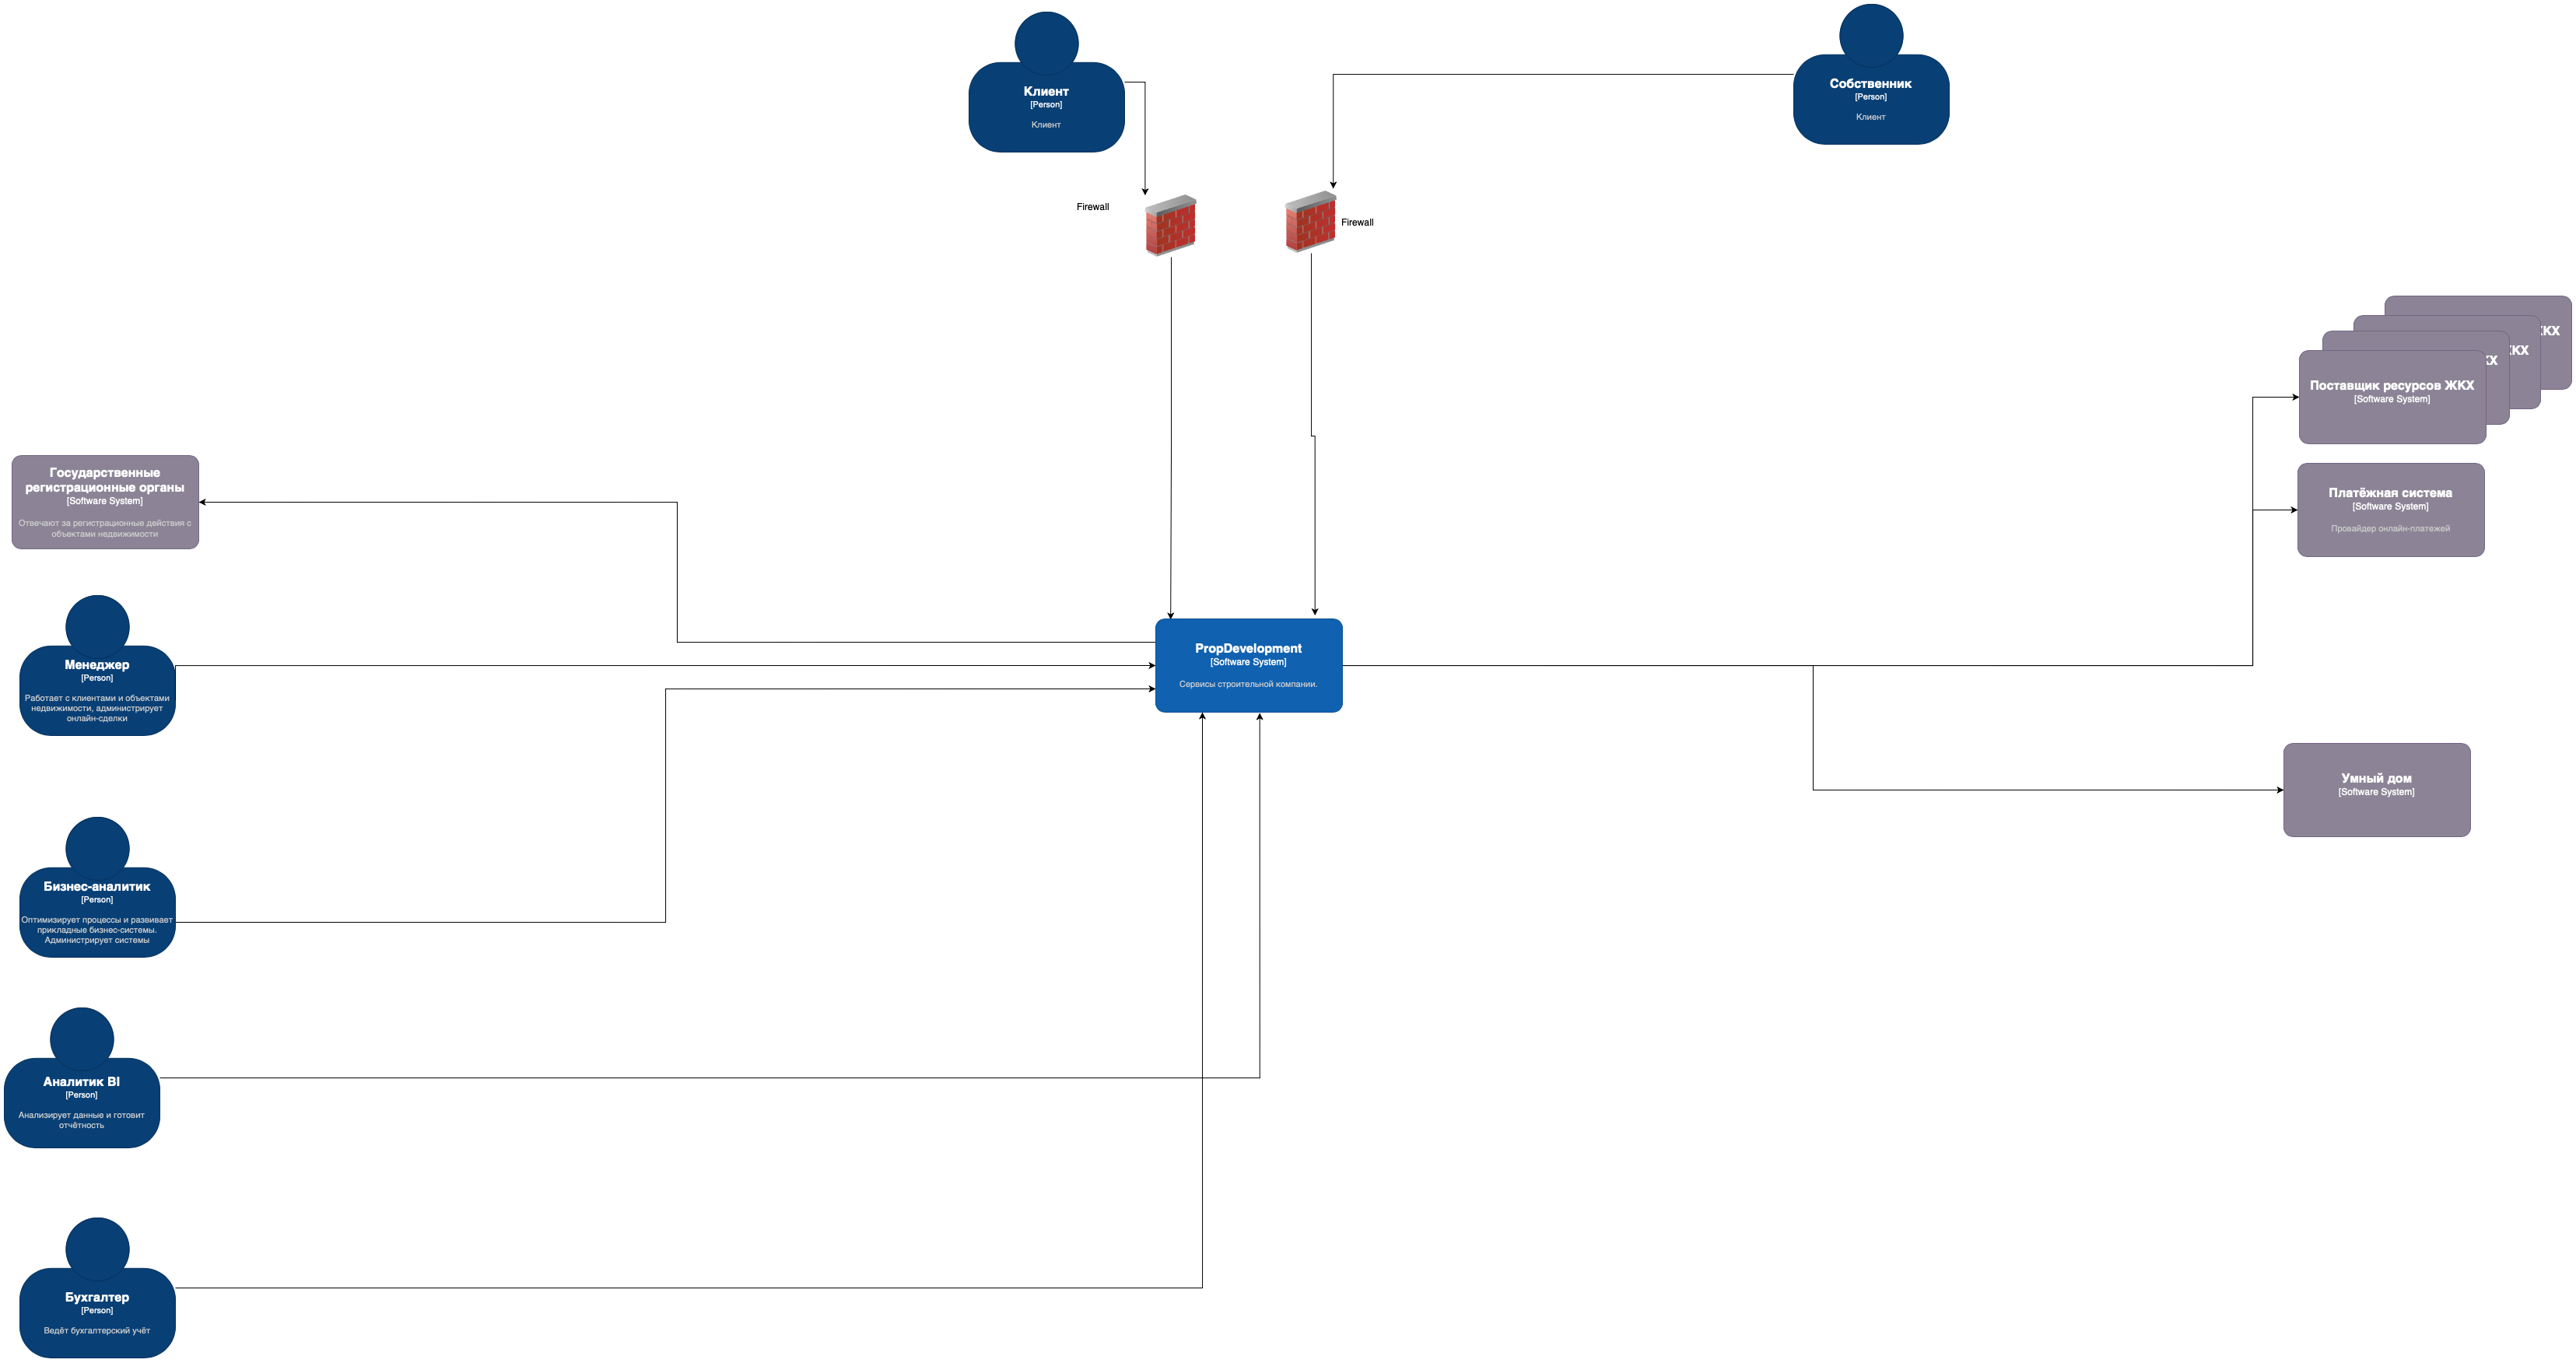 Клиент
[Person]
Клиент
Собственник
[Person]
Клиент
Firewall
Firewall
ЖКХ
ЖКХ
КХ
Поставщик ресурсов ЖКХ
[Software System]
Государственные
регистрационные органы
[Software System]
Отвечают за регистрационные действия с
объектами недвижимости
Платёжная система
[Software System]
Провайдер онлайн-платежей
Менеджер
[Person]
Работает с клиентами и объектами
недвижимости, администрирует
онлайн-сделки
PropDevelopment
[Software System]
Сервисы строительной компании.
Умный дом
[Software System]
Бизнес-аналитик
[Person]
Оптимизирует процессы и развивает
прикладные бизнес-системы.
Администрирует системы
Аналитик BI
[Person]
Анализирует данные и готовит
отчётность
Бухгалтер
[Person]
Ведёт бухгалтерский учёт